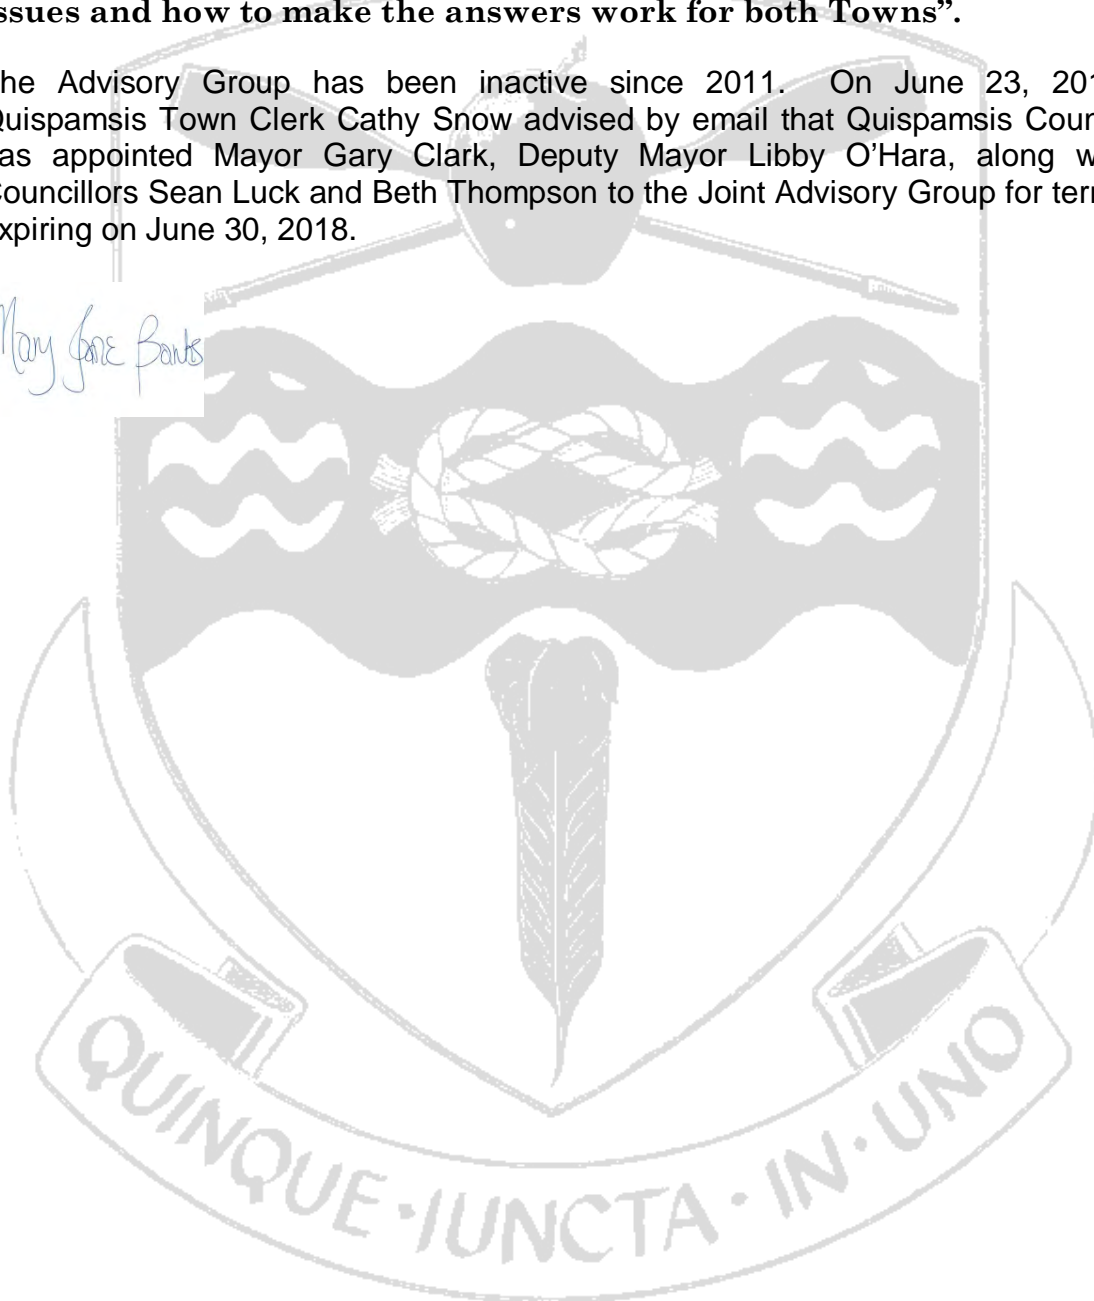 ssues and how to make the answers work for both Towns”.
he Advisory Group has been inactive since 2011. On June 23, 201
Quispamsis Town Clerk Cathy Snow advised by email that Quispamsis Coun
as appointed Mayor Gary Clark, Deputy Mayor Libby O’Hara, along w
Councillors Sean Luck and Beth Thompson to the Joint Advisory Group for ter
xpiring on June 30, 2018.
Mary Jane Banks
QUINQUE · IUNCTA · IN · UNO